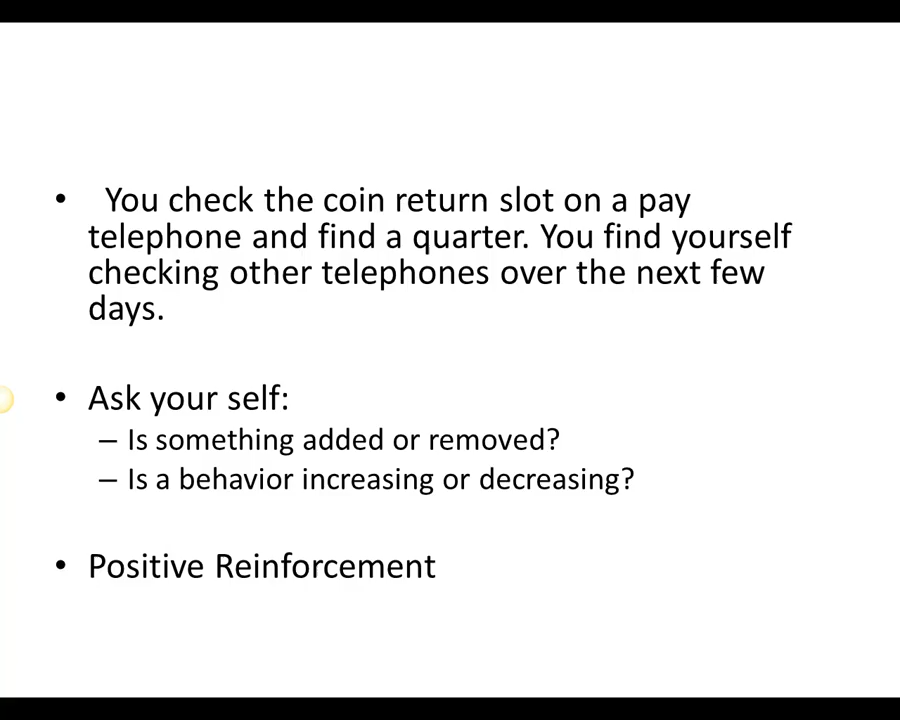 • You check the coin return slot on a pay
telephone and find a quarter. You find yourself
checking other telephones over the next few
days.
• Ask your self:
– Is something added or removed?
– Is a behavior increasing or decreasing?
• Positive Reinforcement